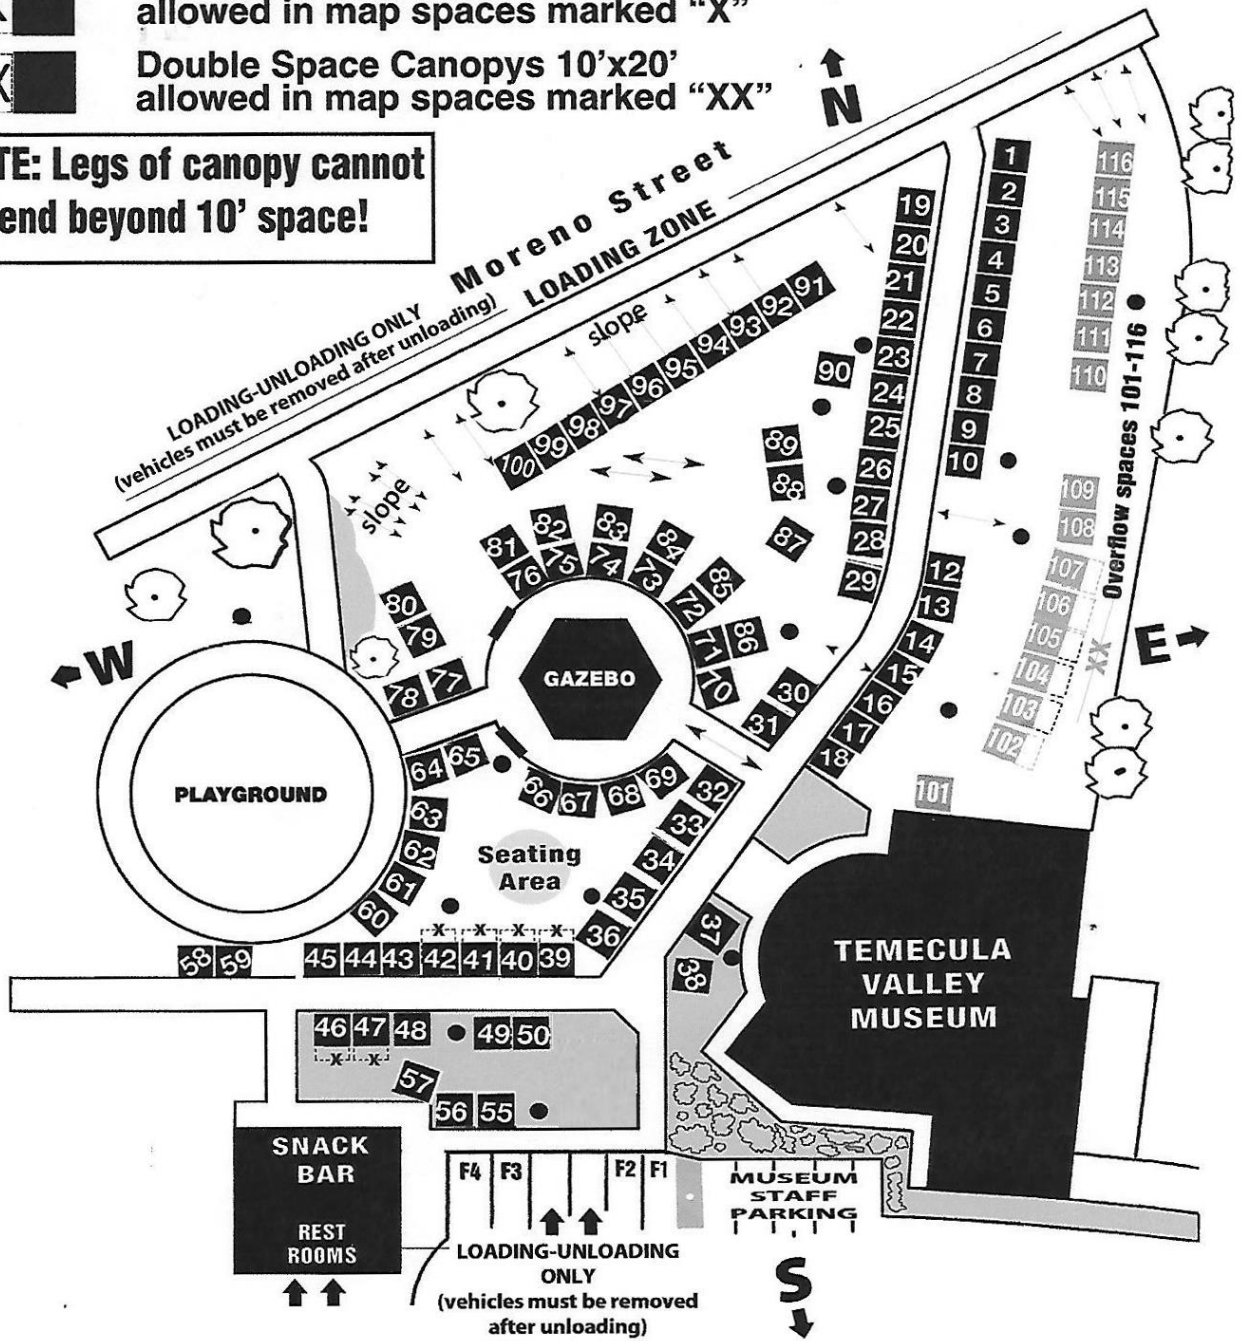 allowed in map spaces marked “X”
X
Double Space Canopys 10’x20’
allowed in map spaces marked “XX”
TE: Legs of canopy cannot
end beyond 10’ space!
N
Moreno Street
LOADING ZONE
LOADING-UNLOADING ONLY
(vehicles must be removed after unloading)
slope
slope
1
2
3
4
5
6
7
8
9
10
12
13
14
15
16
17
18
19
20
21
22
23
24
25
26
27
28
29
30
31
116
115
114
113
112
111
110
109
108
107
106
105
104
103
102
101
XX
Overflow spaces 101-116
91
92
93
94
95
96
97
98
99
100
90
89
88
87
82
83
84
85
86
81
76
75
74
73
72
71
70
80
79
78
77
W
E
GAZEBO
PLAYGROUND
64
65
66
67
68
69
63
62
61
60
32
33
34
35
36
Seating
Area
37
38
58
59
X
X
X
X
45
44
43
42
41
40
39
46
47
48
49
50
X
X
57
56
55
TEMECULA
VALLEY
MUSEUM
SNACK
BAR
REST
ROOMS
F4
F3
F2
F1
MUSEUM
STAFF
PARKING
LOADING-UNLOADING
ONLY
(vehicles must be removed
after unloading)
S